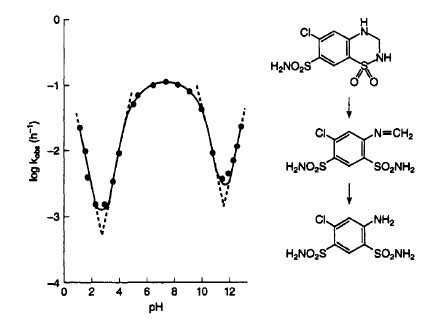 0
−1
−2
−3
−4
log k_obs (h⁻¹)
0 2 4 6 8 10 12
pH
H
N
Cl
NH
H₂NO₂S
S
O O
Cl
N=CH₂
H₂NO₂S
SO₂NH₂
Cl
NH₂
H₂NO₂S
SO₂NH₂